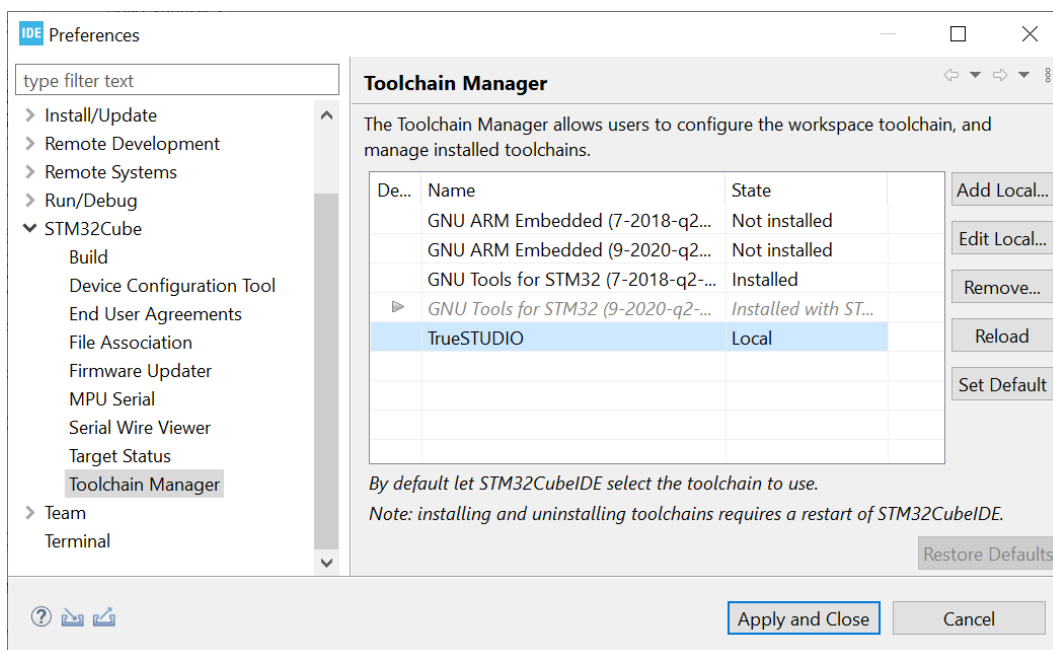 IDE Preferences
type filter text
Install/Update
Remote Development
Remote Systems
Run/Debug
STM32Cube
Build
Device Configuration Tool
End User Agreements
File Association
Firmware Updater
MPU Serial
Serial Wire Viewer
Target Status
Toolchain Manager
Team
Terminal
Toolchain Manager
The Toolchain Manager allows users to configure the workspace toolchain, and
manage installed toolchains.
De... Name State
GNU ARM Embedded (7-2018-q2... Not installed
GNU ARM Embedded (9-2020-q2... Not installed
GNU Tools for STM32 (7-2018-q2-... Installed
GNU Tools for STM32 (9-2020-q2-... Installed with ST...
TrueSTUDIO Local
Add Local...
Edit Local...
Remove...
Reload
Set Default
By default let STM32CubeIDE select the toolchain to use.
Note: installing and uninstalling toolchains requires a restart of STM32CubeIDE.
Restore Defaults
? Apply and Close Cancel